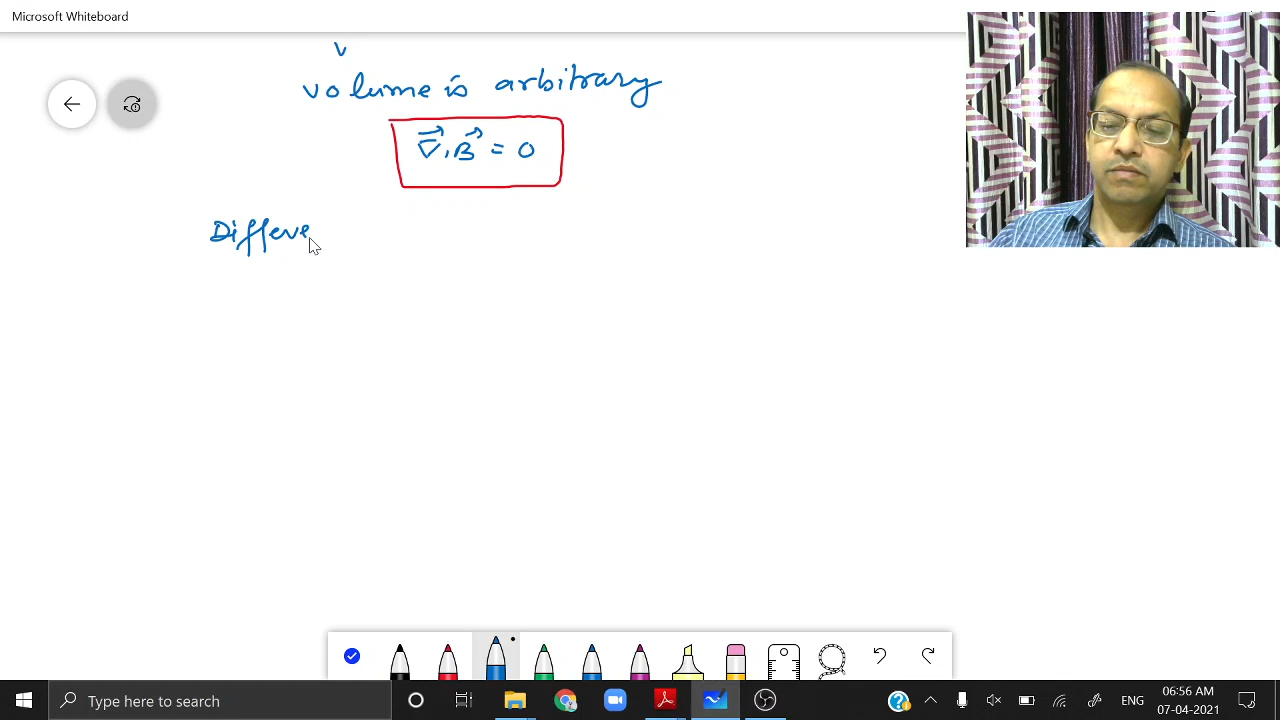 Microsoft Whiteboard
v
volume is arbitrary
∇⃗.B⃗ = 0
Differe
Type here to search
ENG
06:56 AM
07-04-2021